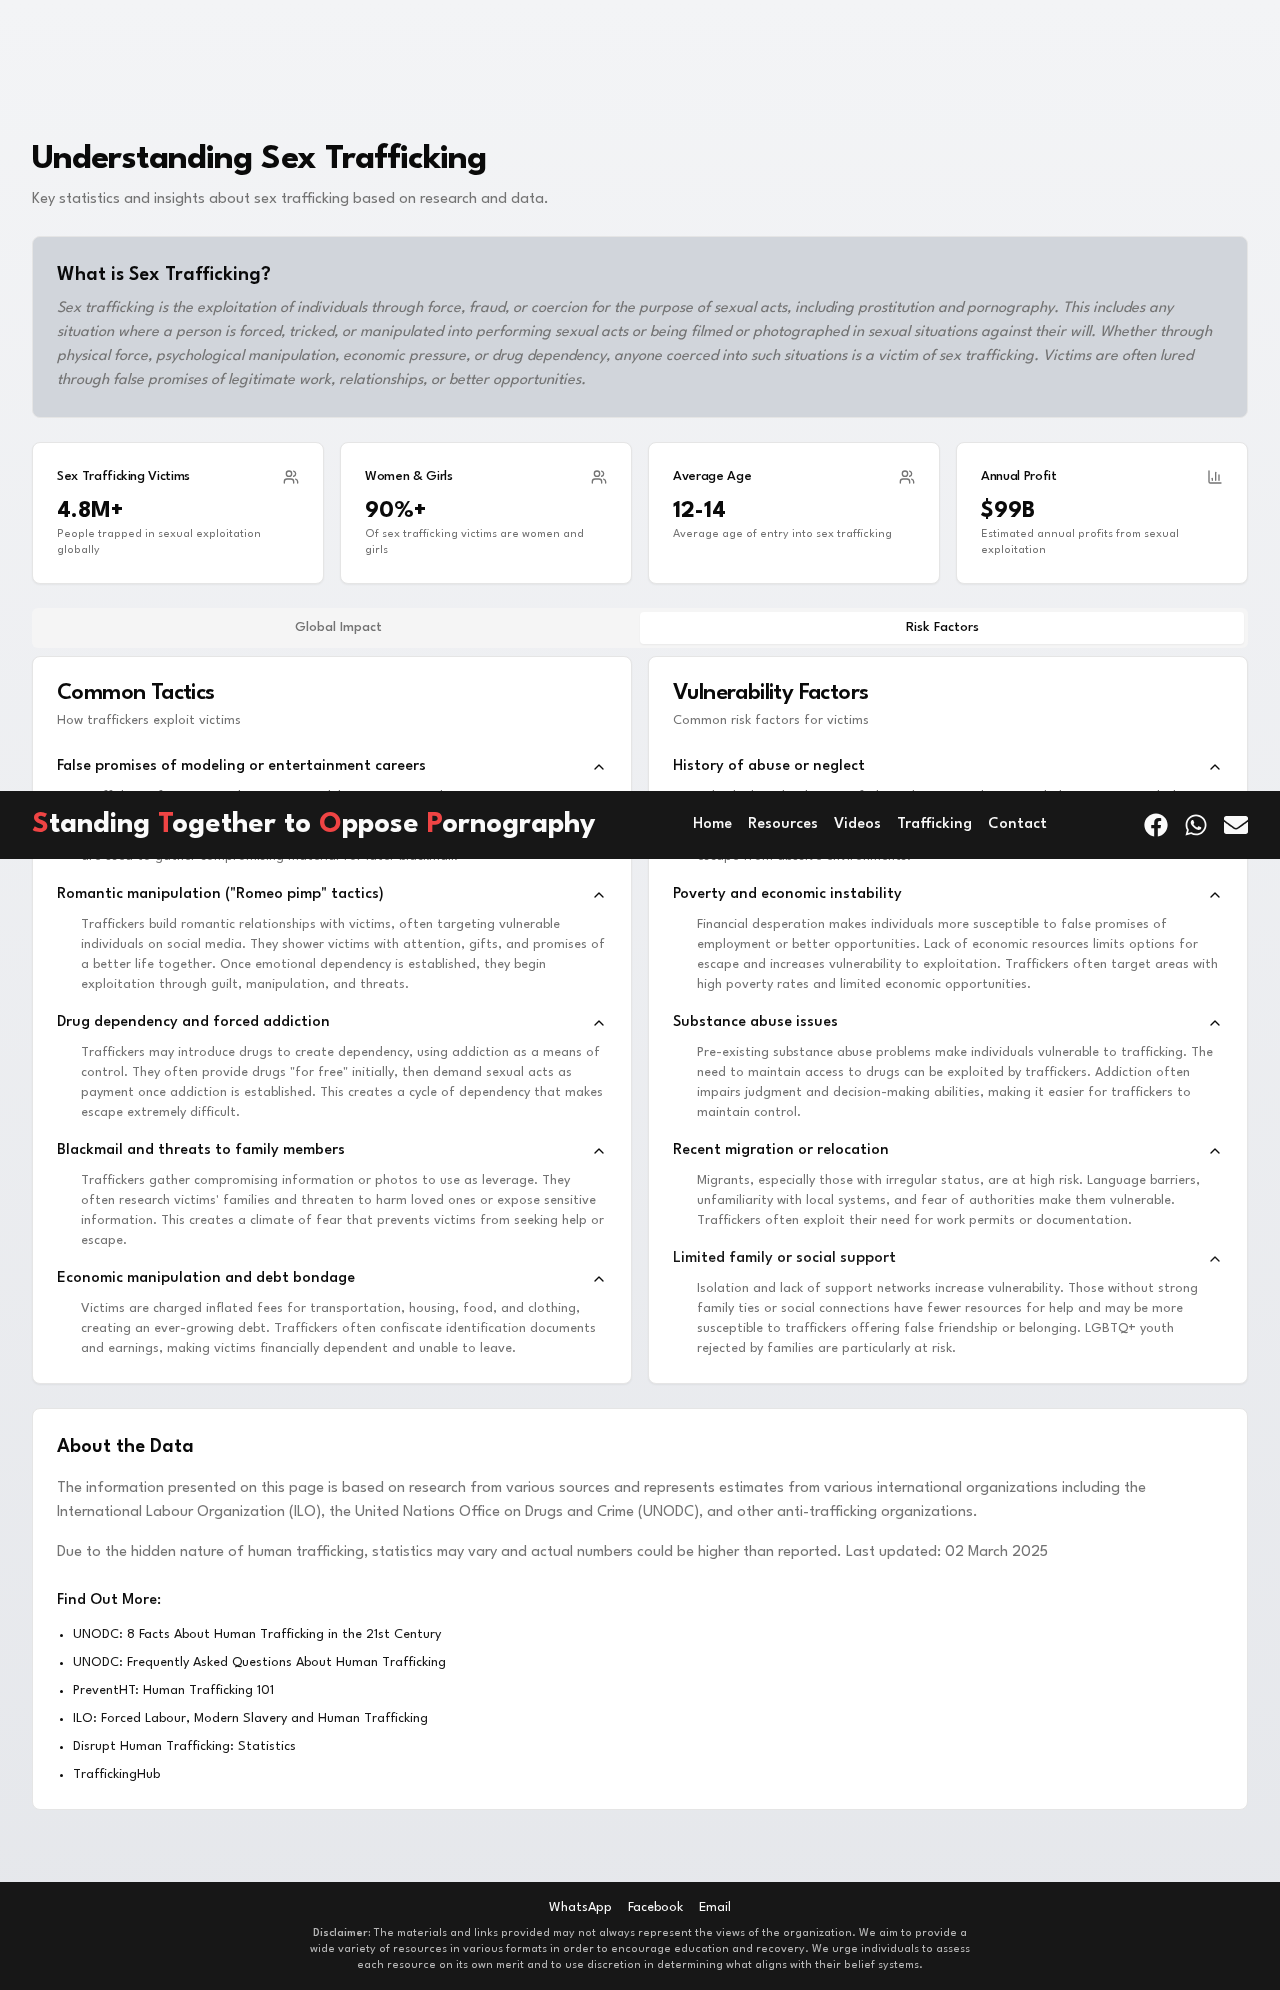 Understanding Sex Trafficking
Key statistics and insights about sex trafficking based on research and data.
What is Sex Trafficking?
Sex trafficking is the exploitation of individuals through force, fraud, or coercion for the purpose of sexual acts, including prostitution and pornography. This includes any
situation where a person is forced, tricked, or manipulated into performing sexual acts or being filmed or photographed in sexual situations against their will. Whether through
physical force, psychological manipulation, economic pressure, or drug dependency, anyone coerced into such situations is a victim of sex trafficking. Victims are often lured
through false promises of legitimate work, relationships, or better opportunities.
Sex Trafficking Victims
4.8M+
People trapped in sexual exploitation
globally
Women & Girls
90%+
Of sex trafficking victims are women and
girls
Average Age
12-14
Average age of entry into sex trafficking
Annual Profit
$99B
Estimated annual profits from sexual
exploitation
Global Impact
Risk Factors
Common Tactics
How traffickers exploit victims
False promises of modeling or entertainment careers
Standing Together to Oppose Pornography
Home Resources Videos Trafficking Contact
Romantic manipulation ("Romeo pimp" tactics)
Traffickers build romantic relationships with victims, often targeting vulnerable
individuals on social media. They shower victims with attention, gifts, and promises of
a better life together. Once emotional dependency is established, they begin
exploitation through guilt, manipulation, and threats.
Drug dependency and forced addiction
Traffickers may introduce drugs to create dependency, using addiction as a means of
control. They often provide drugs "for free" initially, then demand sexual acts as
payment once addiction is established. This creates a cycle of dependency that makes
escape extremely difficult.
Blackmail and threats to family members
Traffickers gather compromising information or photos to use as leverage. They
often research victims' families and threaten to harm loved ones or expose sensitive
information. This creates a climate of fear that prevents victims from seeking help or
escape.
Economic manipulation and debt bondage
Victims are charged inflated fees for transportation, housing, food, and clothing,
creating an ever-growing debt. Traffickers often confiscate identification documents
and earnings, making victims financially dependent and unable to leave.
Vulnerability Factors
Common risk factors for victims
History of abuse or neglect
Poverty and economic instability
Financial desperation makes individuals more susceptible to false promises of
employment or better opportunities. Lack of economic resources limits options for
escape and increases vulnerability to exploitation. Traffickers often target areas with
high poverty rates and limited economic opportunities.
Substance abuse issues
Pre-existing substance abuse problems make individuals vulnerable to trafficking. The
need to maintain access to drugs can be exploited by traffickers. Addiction often
impairs judgment and decision-making abilities, making it easier for traffickers to
maintain control.
Recent migration or relocation
Migrants, especially those with irregular status, are at high risk. Language barriers,
unfamiliarity with local systems, and fear of authorities make them vulnerable.
Traffickers often exploit their need for work permits or documentation.
Limited family or social support
Isolation and lack of support networks increase vulnerability. Those without strong
family ties or social connections have fewer resources for help and may be more
susceptible to traffickers offering false friendship or belonging. LGBTQ+ youth
rejected by families are particularly at risk.
About the Data
The information presented on this page is based on research from various sources and represents estimates from various international organizations including the
International Labour Organization (ILO), the United Nations Office on Drugs and Crime (UNODC), and other anti-trafficking organizations.
Due to the hidden nature of human trafficking, statistics may vary and actual numbers could be higher than reported. Last updated: 02 March 2025
Find Out More:
• UNODC: 8 Facts About Human Trafficking in the 21st Century
• UNODC: Frequently Asked Questions About Human Trafficking
• PreventHT: Human Trafficking 101
• ILO: Forced Labour, Modern Slavery and Human Trafficking
• Disrupt Human Trafficking: Statistics
• TraffickingHub
WhatsApp Facebook Email
Disclaimer: The materials and links provided may not always represent the views of the organization. We aim to provide a
wide variety of resources in various formats in order to encourage education and recovery. We urge individuals to assess
each resource on its own merit and to use discretion in determining what aligns with their belief systems.